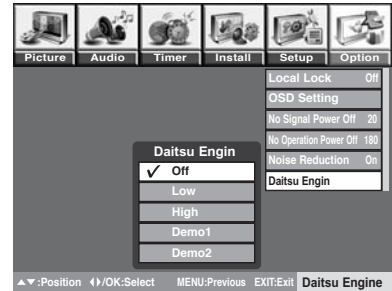 Picture Audio Timer Install Setup Option
Local Lock Off
OSD Setting
No Signal Power Off 20
No Operation Power Off 180
Noise Reduction On
Daitsu Engin
Daitsu Engin
✓ Off
Low
High
Demo1
Demo2
▲▼:Position ◀▶/OK:Select MENU:Previous EXIT:Exit Daitsu Engine